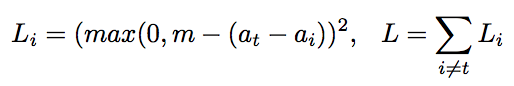 L_i = (max(0, m − (a_t − a_i))², L = ∑_{i≠t} L_i